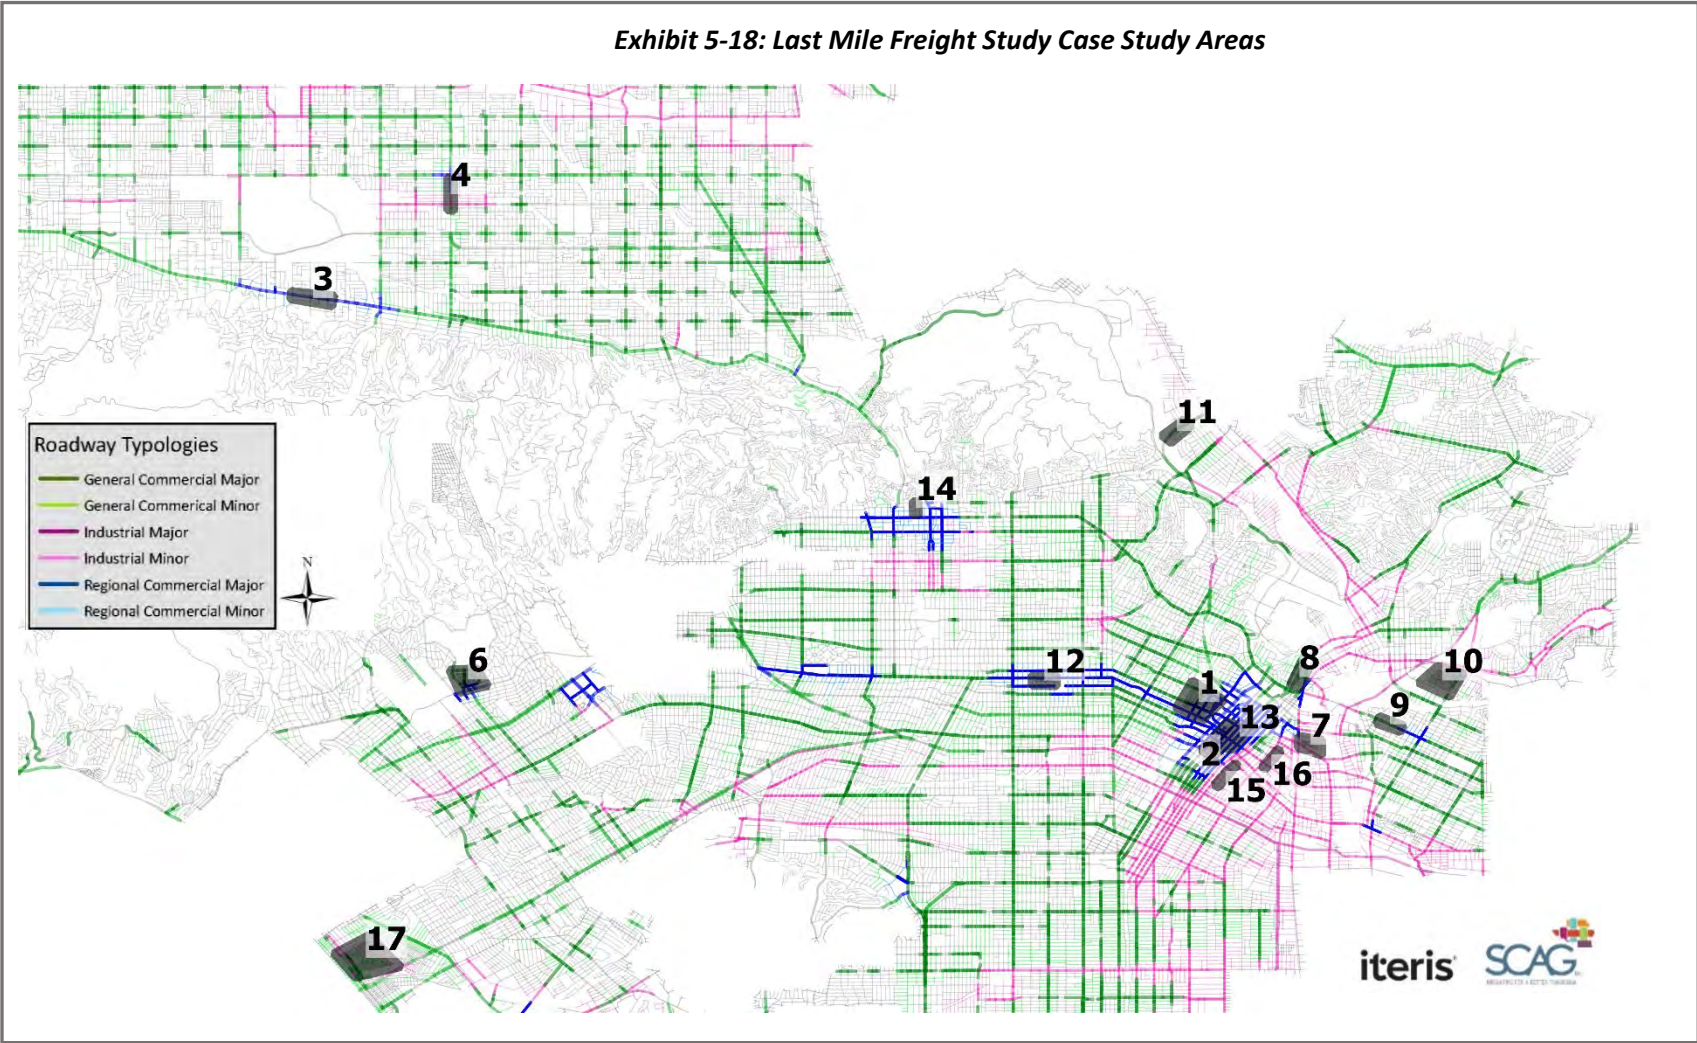 Exhibit 5-18: Last Mile Freight Study Case Study Areas
4
3
11
Roadway Typologies
General Commercial Major
General Commercial Minor
Industrial Major
Industrial Minor
Regional Commercial Major
Regional Commercial Minor
N
14
6
12
8
10
1
9
13
7
2
16
15
17
iteris
SCAG